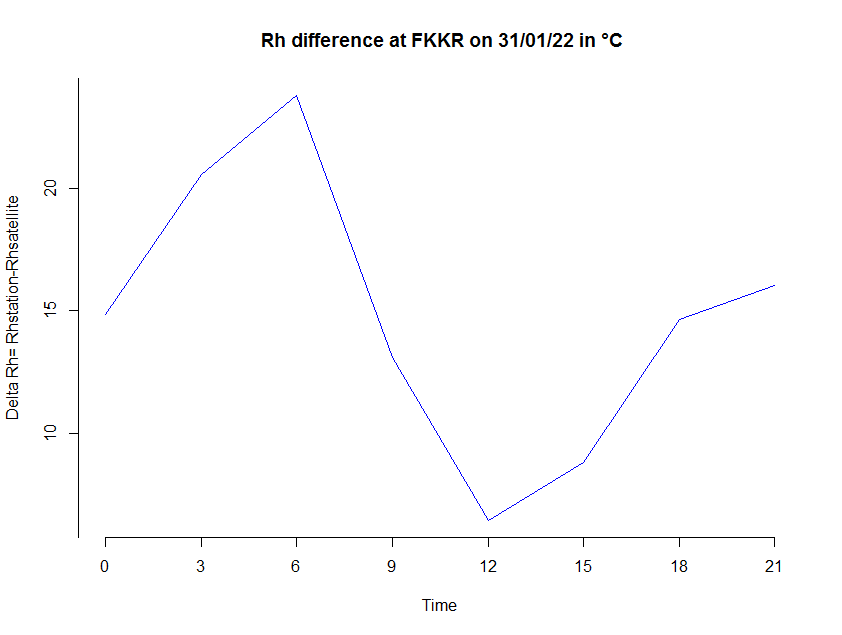 Rh difference at FKKR on 31/01/22 in °C
Delta Rh= Rhstation-Rhsatellite
20
15
10
0 3 6 9 12 15 18 21
Time